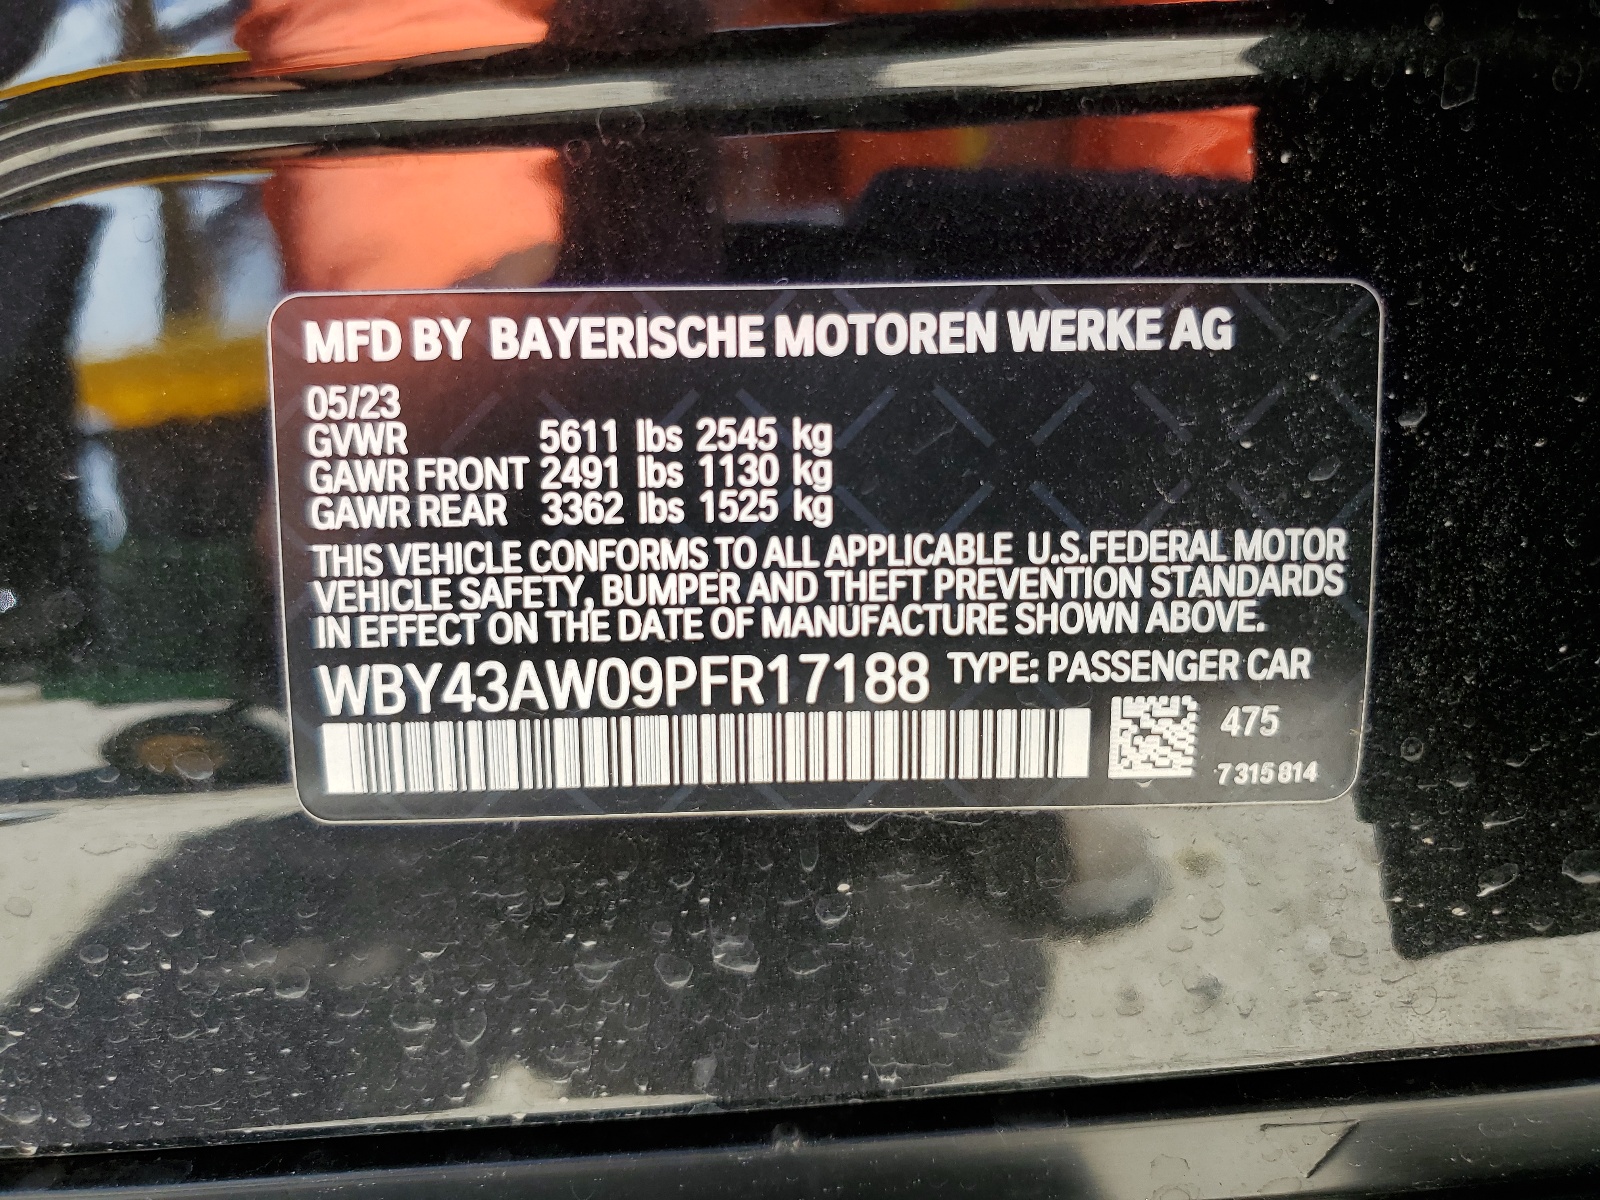 MFD BY BAYERISCHE MOTOREN WERKE AG
05/23
GVWR 5611 lbs 2545 kg
GAWR FRONT 2491 lbs 1130 kg
GAWR REAR 3362 lbs 1525 kg
THIS VEHICLE CONFORMS TO ALL APPLICABLE U.S.FEDERAL MOTOR
VEHICLE SAFETY, BUMPER AND THEFT PREVENTION STANDARDS
IN EFFECT ON THE DATE OF MANUFACTURE SHOWN ABOVE.
WBY43AW09PFR17188 TYPE: PASSENGER CAR
475
7 315 814